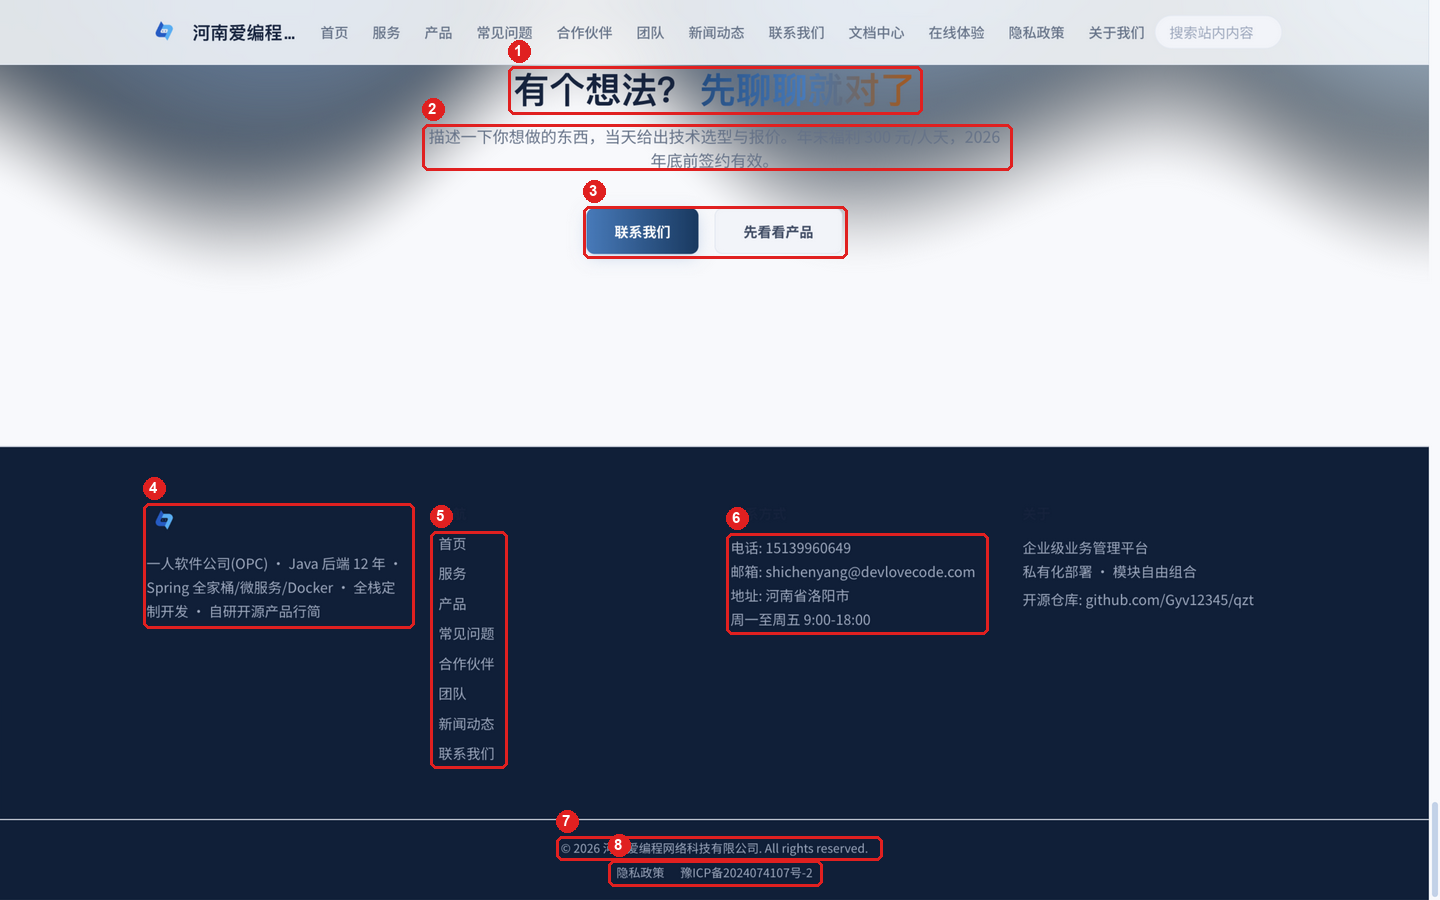 河南爱编程...
首页
服务
产品
常见问题
合作伙伴
团队
新闻动态
联系我们
文档中心
在线体验
隐私政策
关于我们
搜索站内内容
1
有个想法？ 先聊聊就对了
2
描述一下你想做的东西，当天给出技术选型与报价。年末福利 300 元/人天，2026
年底前签约有效。
3
联系我们
先看看产品
4
一人软件公司(OPC) · Java 后端 12 年 ·
Spring 全家桶/微服务/Docker · 全栈定
制开发 · 自研开源产品行简
5
首页
服务
产品
常见问题
合作伙伴
团队
新闻动态
联系我们
6
方式
电话: 15139960649
邮箱: shichenyang@devlovecode.com
地址: 河南省洛阳市
周一至周五 9:00-18:00
关于
企业级业务管理平台
私有化部署 · 模块自由组合
开源仓库: github.com/Gyv12345/qzt
7
8
© 2026 河爱编程网络科技有限公司. All rights reserved.
隐私政策
豫ICP备2024074107号-2